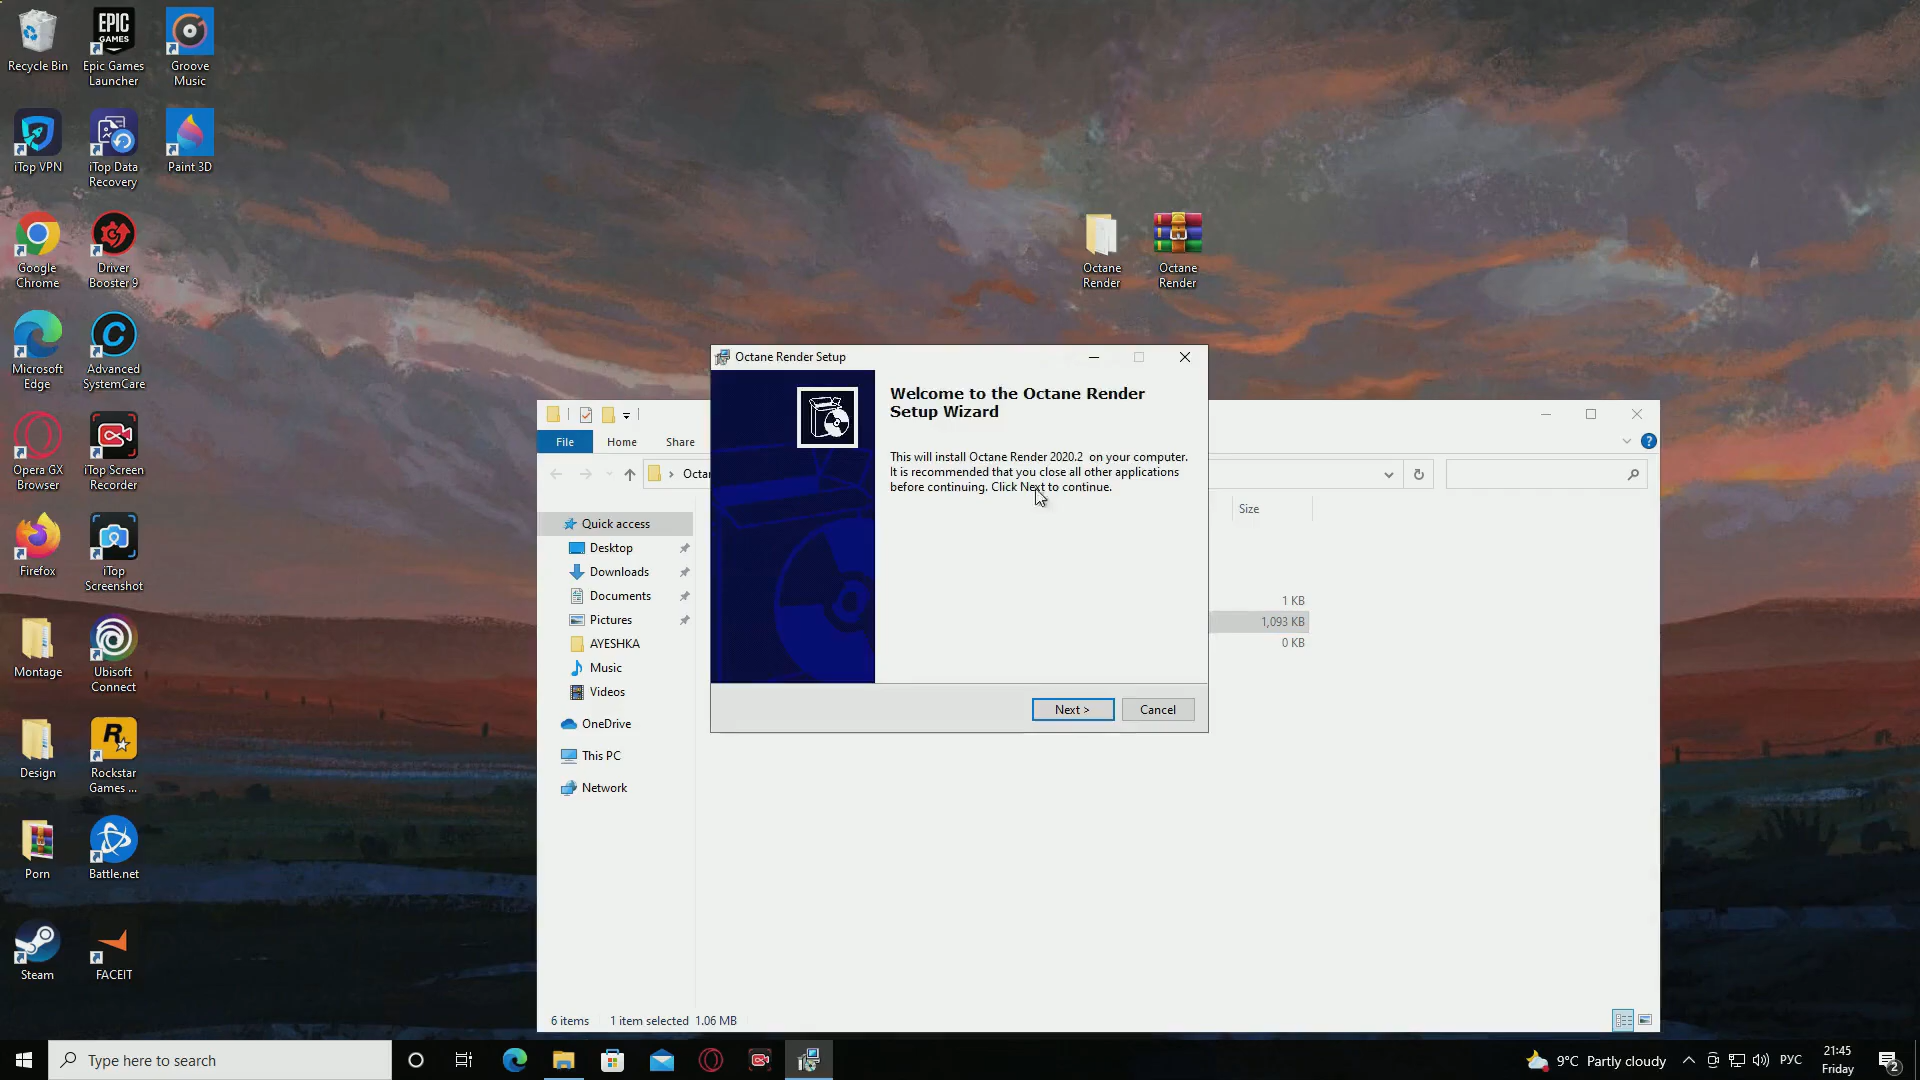 Recycle Bin
EPIC
GAMES
Epic Games
Launcher
Groove
Music
iTop VPN
iTop Data
Recovery
Paint 3D
Google
Chrome
Driver
Booster 9
Octane
Render
Octane
Render
Microsoft
Edge
Advanced
SystemCare
Opera GX
Browser
iTop Screen
Recorder
Firefox
iTop
Screenshot
Montage
Ubisoft
Connect
Design
Rockstar
Games ...
Porn
Battle.net
Steam
FACEIT
Octane Render Setup
Welcome to the Octane Render
Setup Wizard
This will install Octane Render 2020.2 on your computer.
It is recommended that you close all other applications
before continuing. Click Next to continue.
Next >
Cancel
File
Home
Share
Octan
Size
1 KB
1,093 KB
0 KB
Quick access
Desktop
Downloads
Documents
Pictures
AYESHKA
Music
Videos
OneDrive
This PC
Network
6 items
1 item selected 1.06 MB
Type here to search
9°C Partly cloudy
РУС
21:45
Friday
2